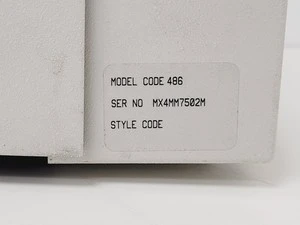 MODEL CODE 486
SER NO MX4MM7502M
STYLE CODE